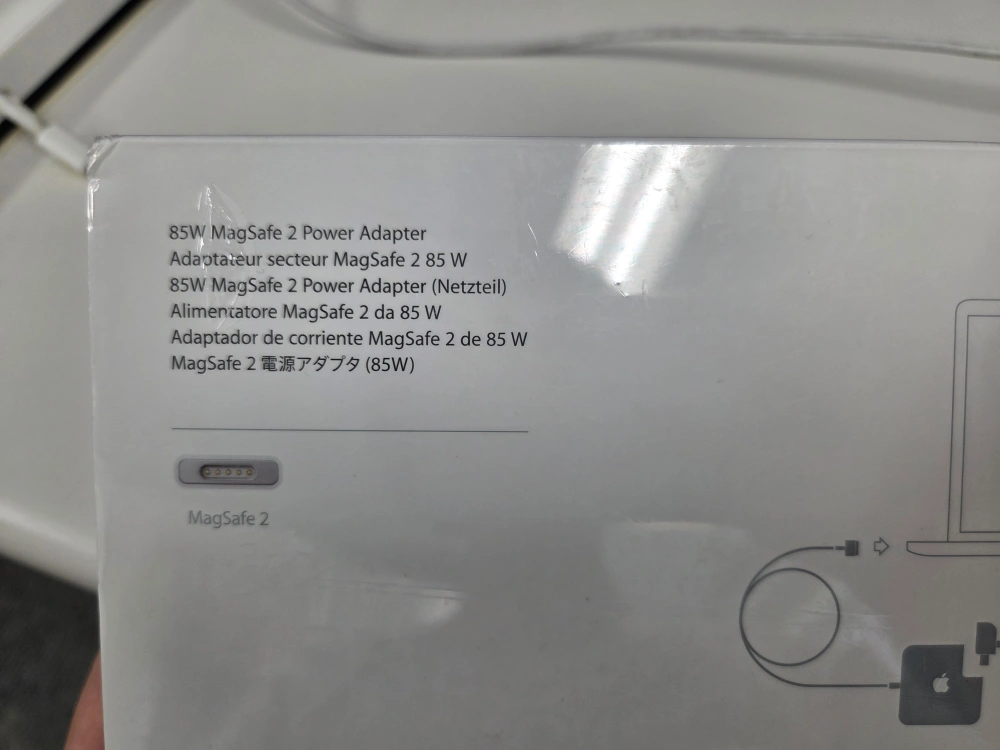 85W MagSafe 2 Power Adapter
Adaptateur secteur MagSafe 2 85 W
85W MagSafe 2 Power Adapter (Netzteil)
Alimentatore MagSafe 2 da 85 W
Adaptador de corriente MagSafe 2 de 85 W
MagSafe 2 電源アダプタ (85W)
MagSafe 2